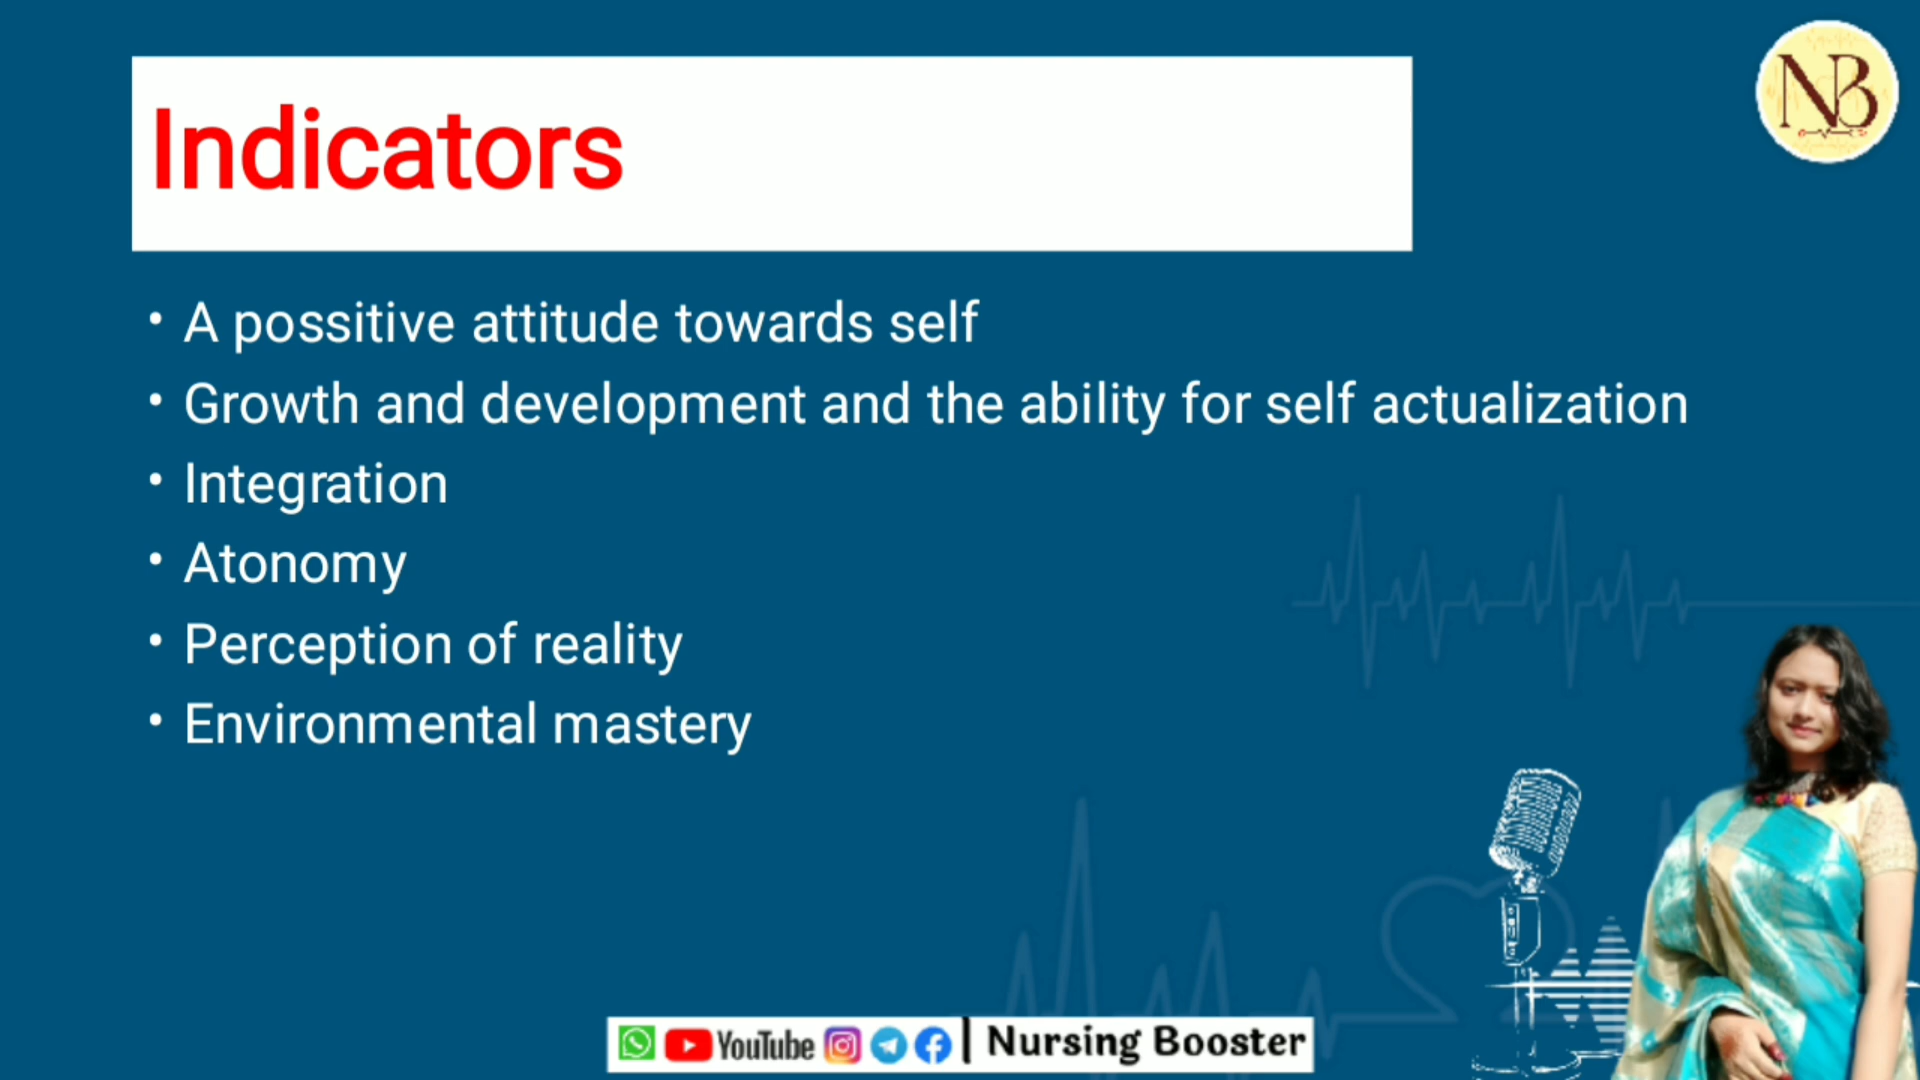 Indicators
NB
• A possitive attitude towards self
• Growth and development and the ability for self actualization
• Integration
• Atonomy
• Perception of reality
• Environmental mastery
YouTube | Nursing Booster